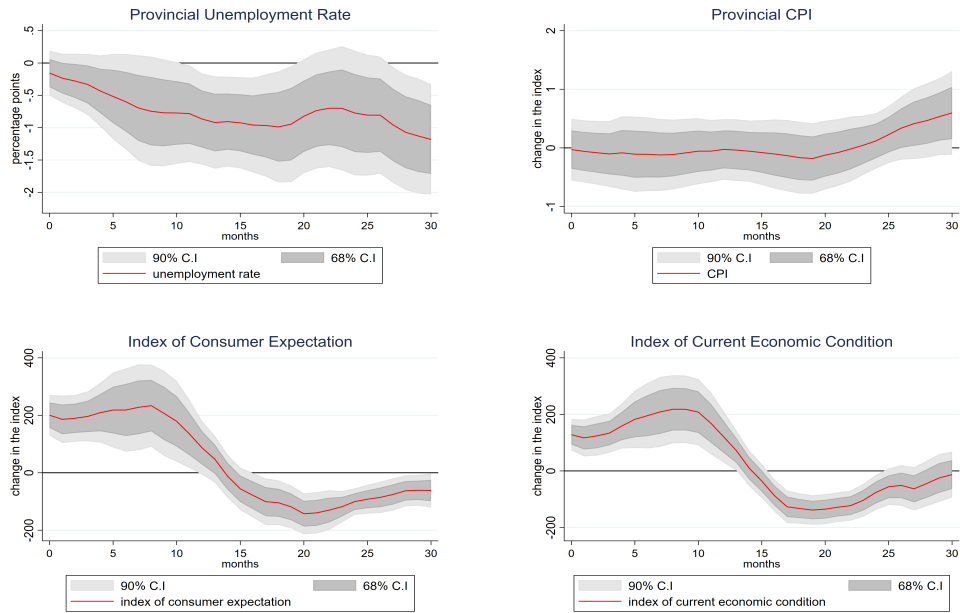 Provincial Unemployment Rate
percentage points
.5
0
-.5
-1
-1.5
-2
0 5 10 15 20 25 30
months
90% C.I 68% C.I
unemployment rate
Provincial CPI
change in the index
2
1
0
-1
0 5 10 15 20 25 30
months
90% C.I 68% C.I
CPI
Index of Consumer Expectation
change in the index
400
200
0
-200
0 5 10 15 20 25 30
months
90% C.I 68% C.I
index of consumer expectation
Index of Current Economic Condition
change in the index
400
200
0
-200
0 5 10 15 20 25 30
months
90% C.I 68% C.I
index of current economic condition